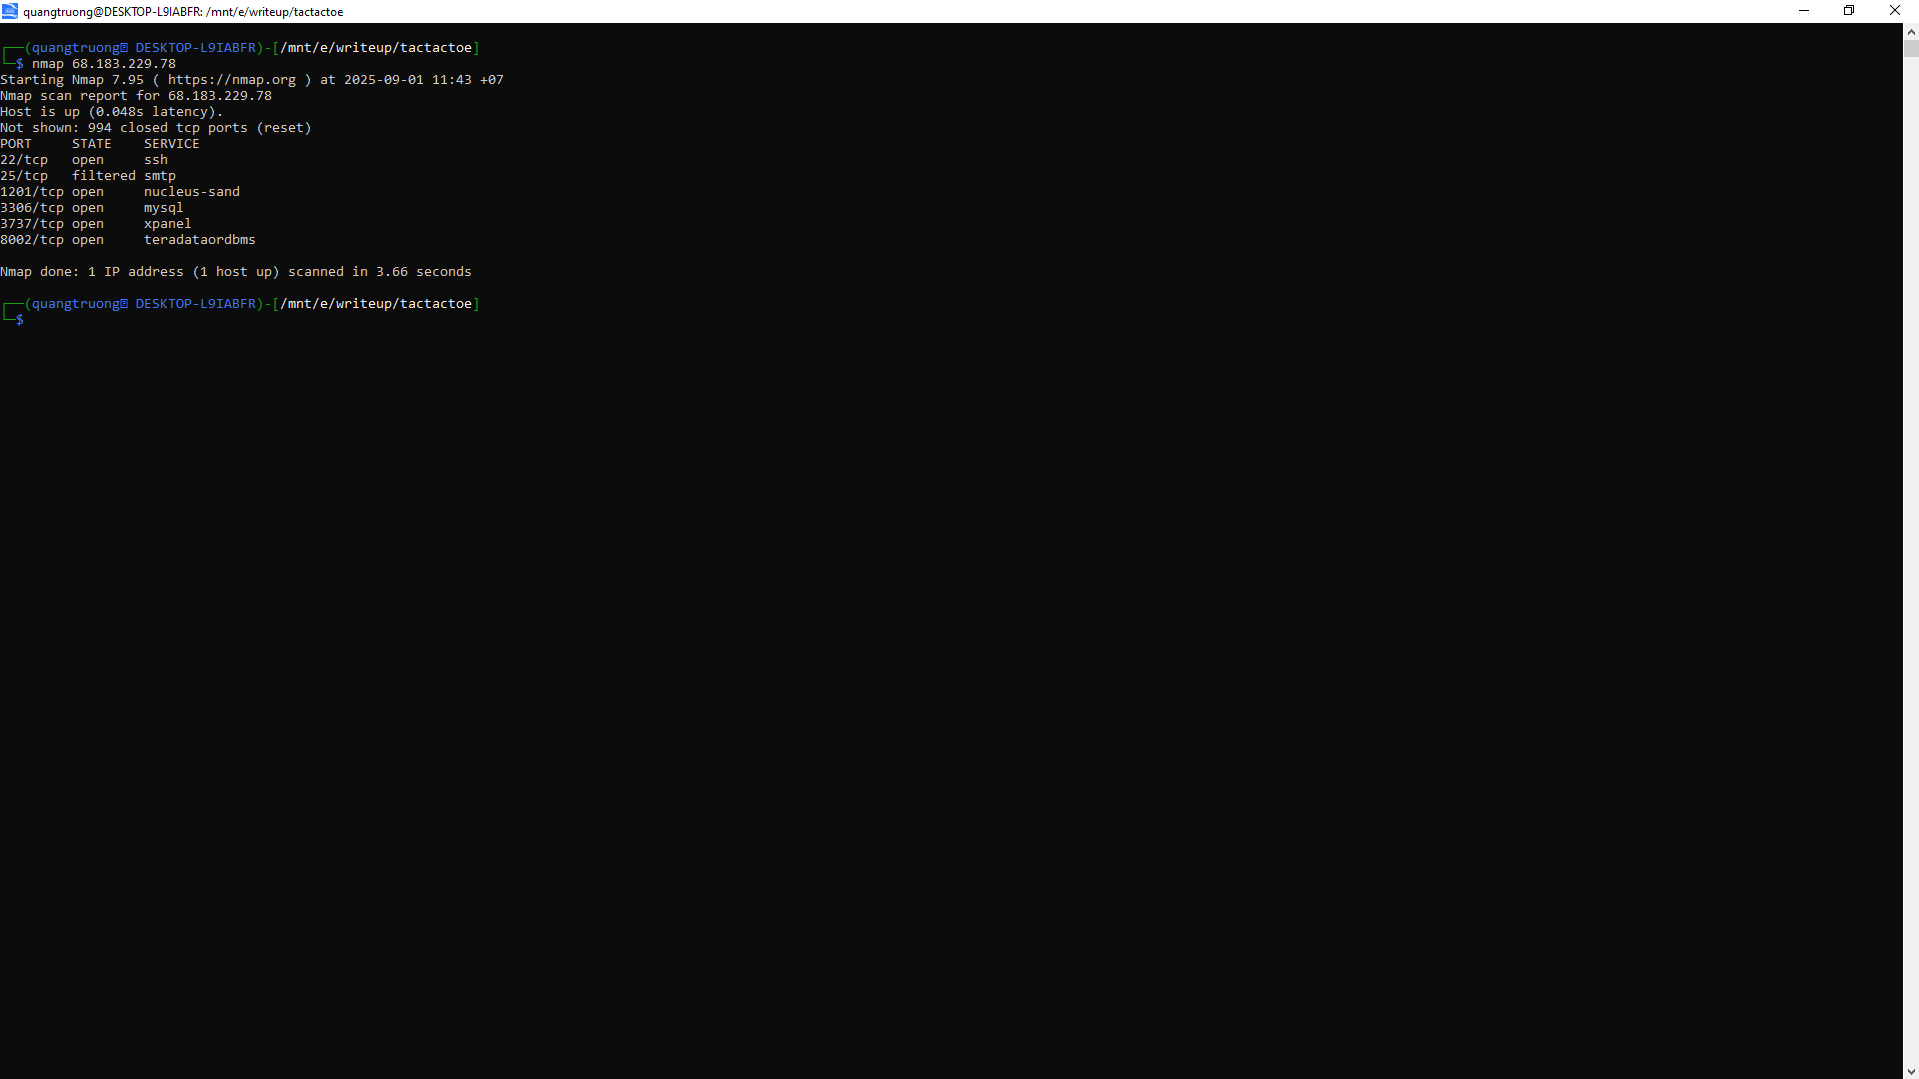 quangtruong@DESKTOP-L9IABFR: /mnt/e/writeup/tactactoe
┌──(quangtruong⍰ DESKTOP-L9IABFR)-[/mnt/e/writeup/tactactoe]
└─$ nmap 68.183.229.78
Starting Nmap 7.95 ( https://nmap.org ) at 2025-09-01 11:43 +07
Nmap scan report for 68.183.229.78
Host is up (0.048s latency).
Not shown: 994 closed tcp ports (reset)
PORT     STATE    SERVICE
22/tcp   open     ssh
25/tcp   filtered smtp
1201/tcp open     nucleus-sand
3306/tcp open     mysql
3737/tcp open     xpanel
8002/tcp open     teradataordbms
Nmap done: 1 IP address (1 host up) scanned in 3.66 seconds
┌──(quangtruong⍰ DESKTOP-L9IABFR)-[/mnt/e/writeup/tactactoe]
└─$